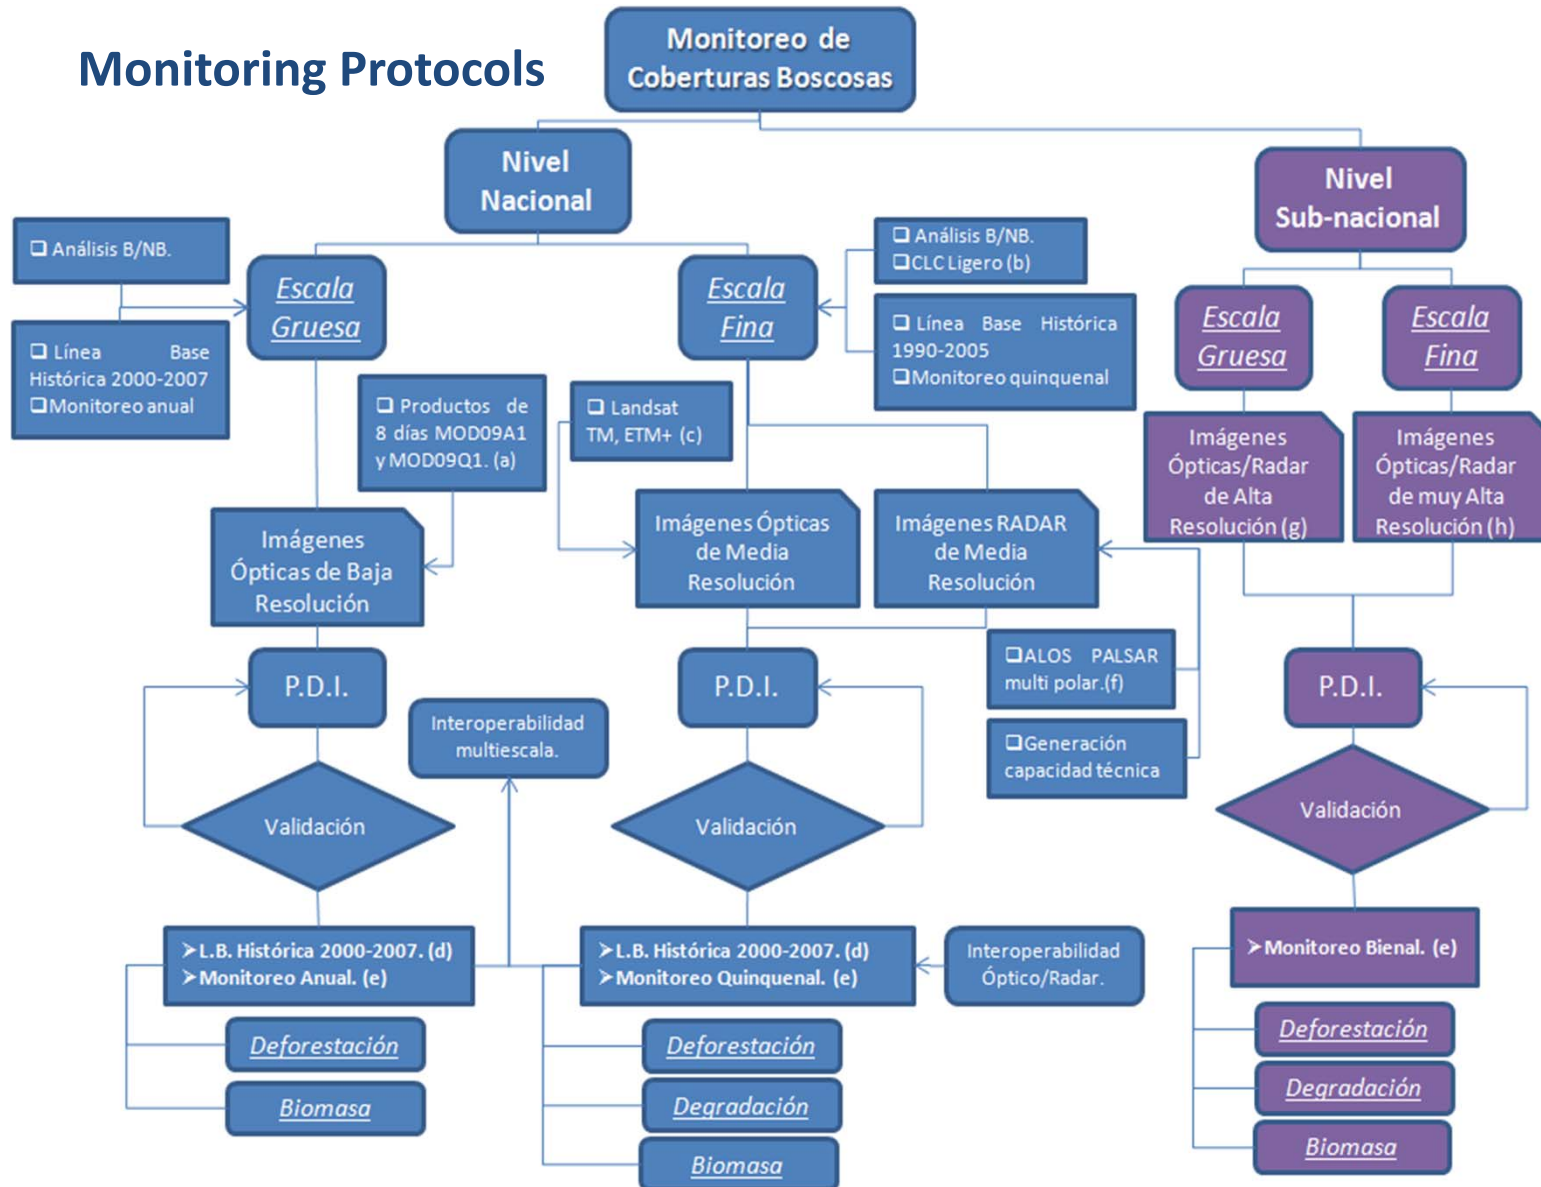 Monitoring Protocols
Monitoreo de
Coberturas Boscosas
Nivel
Nacional
Nivel
Sub-nacional
❑ Análisis B/NB.
❑ Línea Base
Histórica 2000-2007
❑Monitoreo anual
Escala
Gruesa
Escala
Fina
❑ Análisis B/NB.
❑CLC Ligero (b)
❑ Línea Base Histórica
1990-2005
❑Monitoreo quinquenal
Escala
Gruesa
Escala
Fina
❑ Productos de
8 días MOD09A1
y MOD09Q1. (a)
❑ Landsat
TM, ETM+ (c)
Imágenes
Ópticas de Baja
Resolución
Imágenes Ópticas
de Media
Resolución
Imágenes RADAR
de Media
Resolución
Imágenes
Ópticas/Radar
de Alta
Resolución (g)
Imágenes
Ópticas/Radar
de muy Alta
Resolución (h)
❑ALOS PALSAR
multi polar.(f)
❑Generación
capacidad técnica
P.D.I.
P.D.I.
P.D.I.
Interoperabilidad
multiescala.
Validación
Validación
Validación
➢L.B. Histórica 2000-2007. (d)
➢Monitoreo Anual. (e)
➢L.B. Histórica 2000-2007. (d)
➢Monitoreo Quinquenal. (e)
Interoperabilidad
Óptico/Radar.
➢Monitoreo Bienal. (e)
Deforestación
Biomasa
Deforestación
Degradación
Biomasa
Deforestación
Degradación
Biomasa